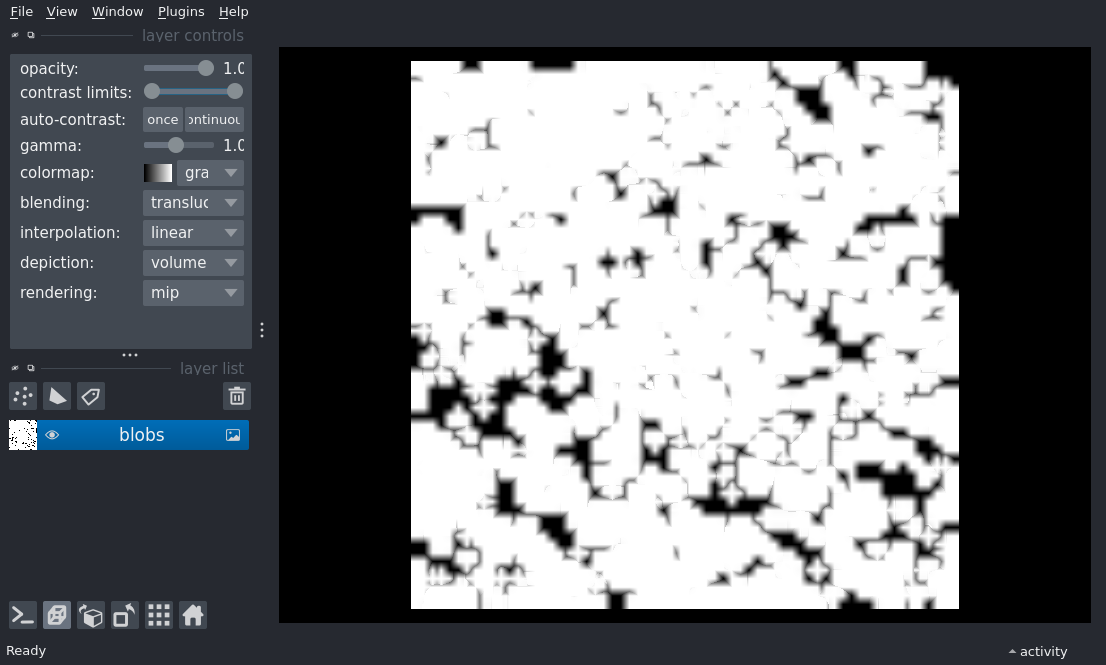 File View Window Plugins Help
layer controls
opacity: 1.0
contrast limits:
auto-contrast: once ontinuou
gamma: 1.0
colormap: gra
blending: transluc
interpolation: linear
depiction: volume
rendering: mip
layer list
blobs
Ready
activity